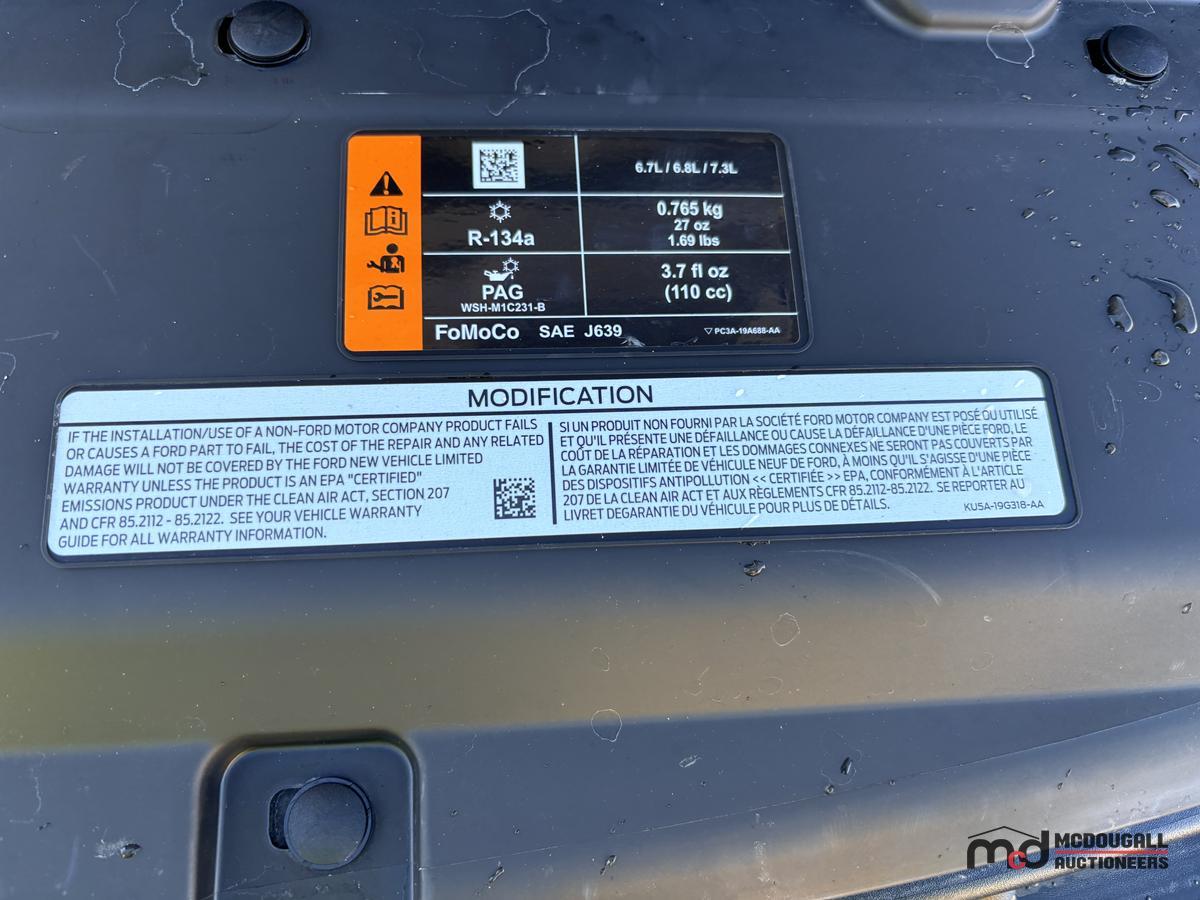 6.7L / 6.8L / 7.3L
R-134a
0.765 kg
27 oz
1.69 lbs
PAG
WSH-M1C231-B
3.7 fl oz
(110 cc)
FoMoCo SAE J639
PC3A-19A688-AA
MODIFICATION
IF THE INSTALLATION/USE OF A NON-FORD MOTOR COMPANY PRODUCT FAILS
OR CAUSES A FORD PART TO FAIL, THE COST OF THE REPAIR AND ANY RELATED
DAMAGE WILL NOT BE COVERED BY THE FORD NEW VEHICLE LIMITED
WARRANTY UNLESS THE PRODUCT IS AN EPA "CERTIFIED"
EMISSIONS PRODUCT UNDER THE CLEAN AIR ACT, SECTION 207
AND CFR 85.2112 - 85.2122. SEE YOUR VEHICLE WARRANTY
GUIDE FOR ALL WARRANTY INFORMATION.
SI UN PRODUIT NON FOURNI PAR LA SOCIÉTÉ FORD MOTOR COMPANY EST POSÉ OU UTILISÉ
ET QU'IL PRÉSENTE UNE DÉFAILLANCE OU CAUSE LA DÉFAILLANCE D'UNE PIÈCE FORD, LE
COÛT DE LA RÉPARATION ET LES DOMMAGES CONNEXES NE SERONT PAS COUVERTS PAR
LA GARANTIE LIMITÉE DE VÉHICULE NEUF DE FORD, À MOINS QU'IL S'AGISSE D'UNE PIÈCE
DES DISPOSITIFS ANTIPOLLUTION << CERTIFIÉE >> EPA, CONFORMÉMENT À L'ARTICLE
207 DE LA CLEAN AIR ACT ET AUX RÈGLEMENTS CFR 85.2112-85.2122. SE REPORTER AU
LIVRET DEGARANTIE DU VÉHICULE POUR PLUS DE DÉTAILS.
KU5A-19G318-AA
mcd MCDOUGALL
AUCTIONEERS